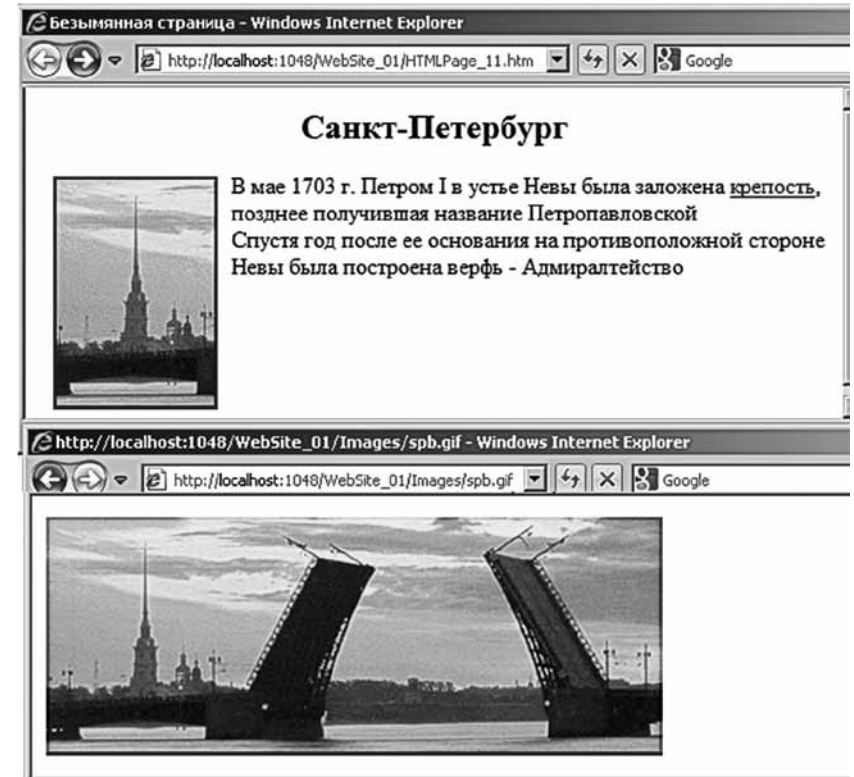 Безымянная страница - Windows Internet Explorer
http://localhost:1048/WebSite_01/HTMLPage_11.htm Google
Санкт-Петербург
В мае 1703 г. Петром I в устье Невы была заложена крепость,
позднее получившая название Петропавловской
Спустя год после ее основания на противоположной стороне
Невы была построена верфь - Адмиралтейство
http://localhost:1048/WebSite_01/Images/spb.gif - Windows Internet Explorer
http://localhost:1048/WebSite_01/Images/spb.gif Google